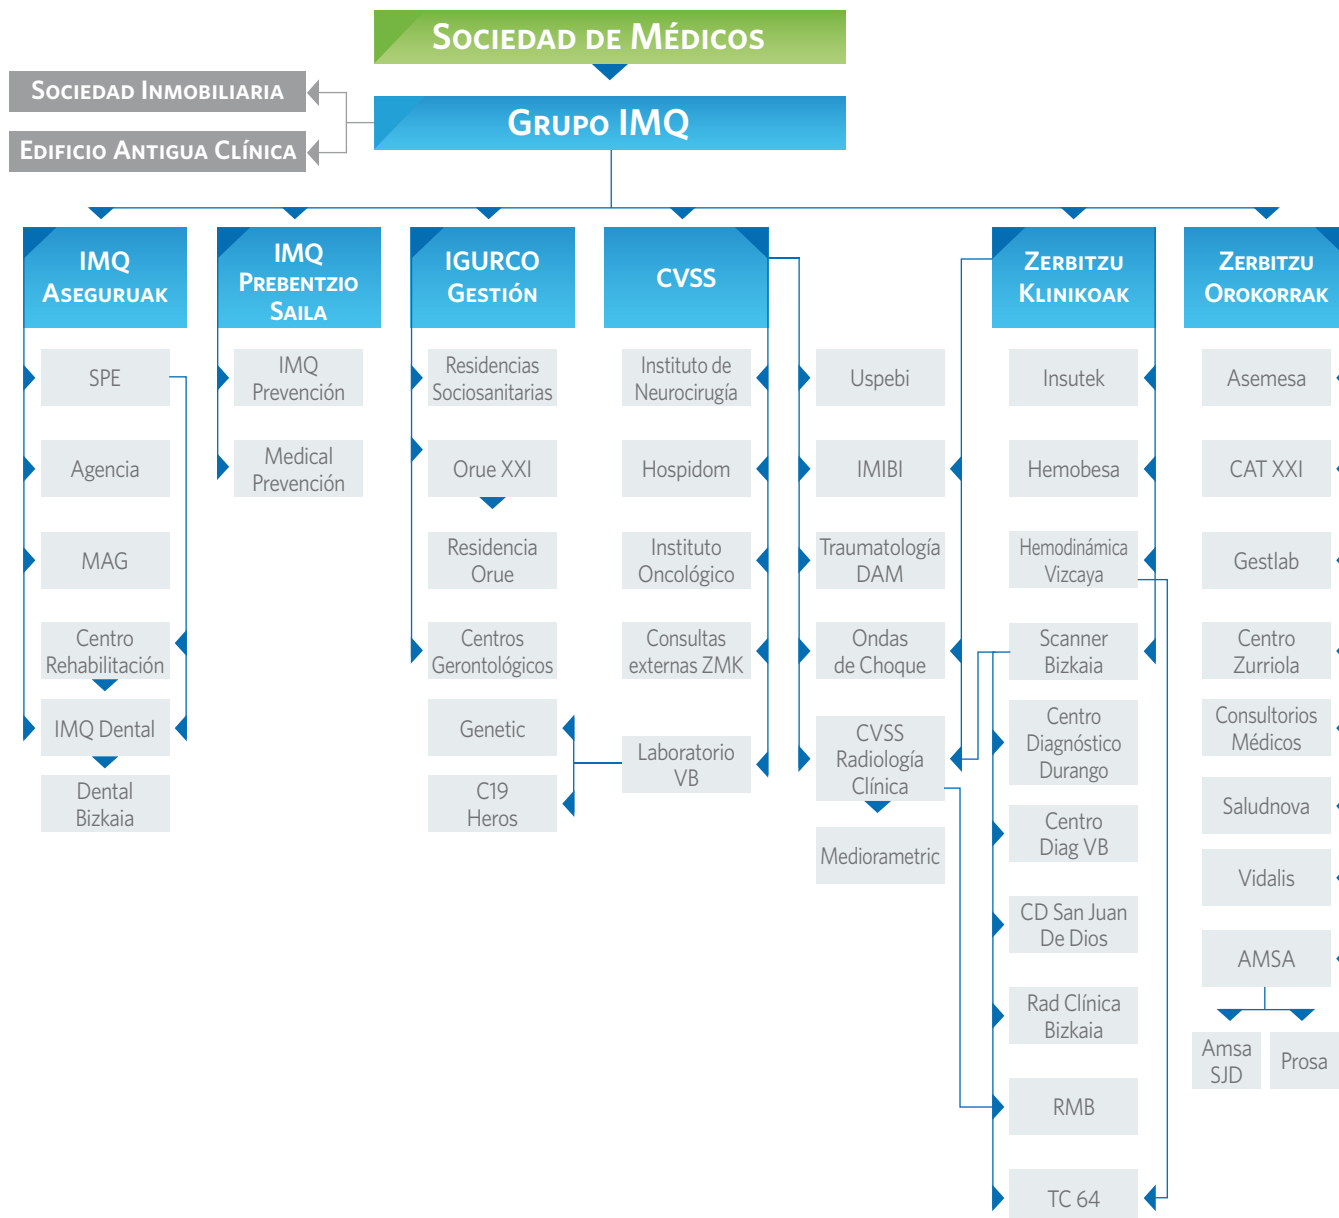 SOCIEDAD DE MÉDICOS
SOCIEDAD INMOBILIARIA
GRUPO IMQ
EDIFICIO ANTIGUA CLÍNICA
IMQ
ASEGURUAK
IMQ
PREBENTZIO
SAILA
IGURCO
GESTIÓN
CVSS
ZERBITZU
KLINIKOAK
ZERBITZU
OROKORRAK
SPE
Agencia
MAG
Centro
Rehabilitación
IMQ Dental
Dental
Bizkaia
IMQ
Prevención
Medical
Prevención
Residencias
Sociosanitarias
Orue XXI
Residencia
Orue
Centros
Gerontológicos
Genetic
C19
Heros
Instituto de
Neurocirugía
Hospidom
Instituto
Oncológico
Consultas
externas ZMK
Laboratorio
VB
Uspebi
IMIBI
Traumatología
DAM
Ondas
de Choque
CVSS
Radiología
Clínica
Mediorametric
Insutek
Hemobesa
Hemodinámica
Vizcaya
Scanner
Bizkaia
Centro
Diagnóstico
Durango
Centro
Diag VB
CD San Juan
De Dios
Rad Clínica
Bizkaia
RMB
TC 64
Asemesa
CAT XXI
Gestlab
Centro
Zurriola
Consultorios
Médicos
Saludnova
Vidalis
AMSA
Amsa
SJD
Prosa